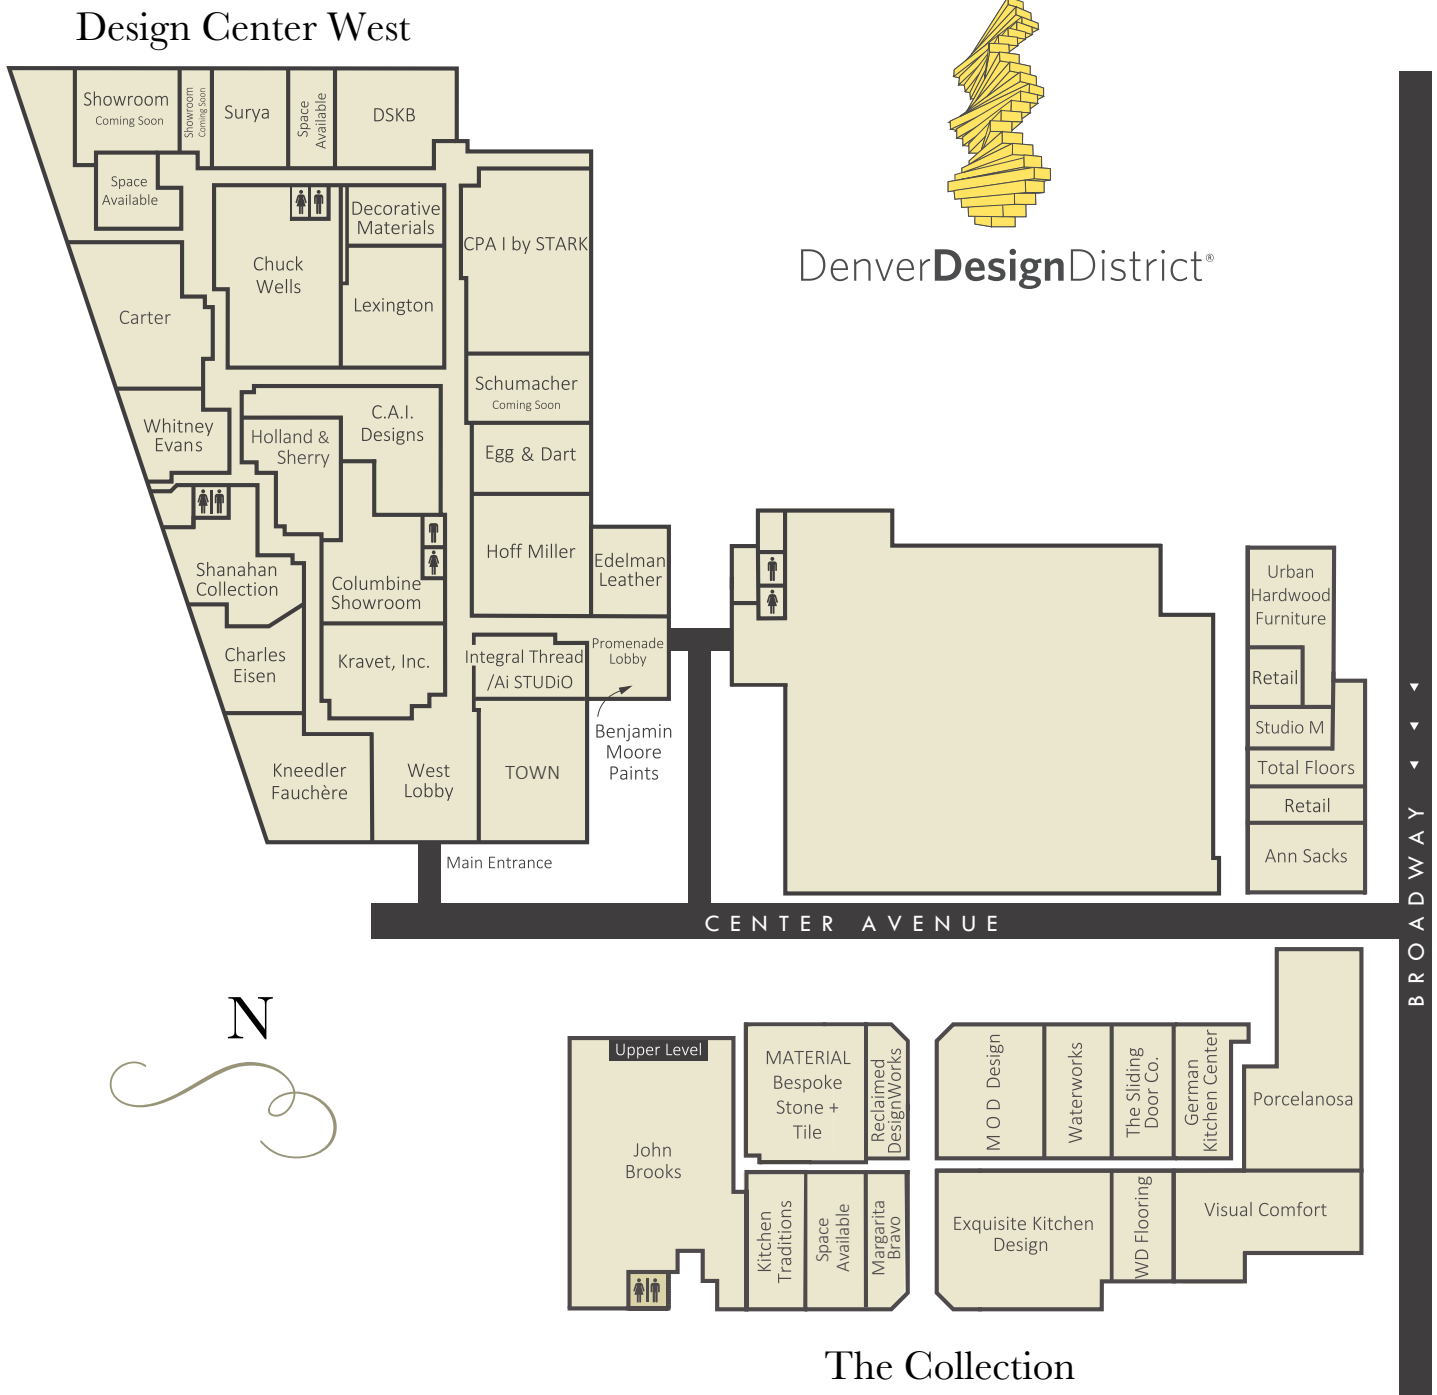 Design Center West
Showroom
Coming Soon
Showroom
Coming Soon
Surya
Space
Available
DSKB
Space
Available
Decorative
Materials
CPA I by STARK
Chuck
Wells
Lexington
Carter
Schumacher
Coming Soon
C.A.I.
Designs
Whitney
Evans
Holland &
Sherry
Egg & Dart
Hoff Miller
Edelman
Leather
Shanahan
Collection
Columbine
Showroom
Charles
Eisen
Kravet, Inc.
Integral Thread
/Ai STUDiO
Promenade
Lobby
Benjamin
Moore
Paints
Kneedler
Fauchère
West
Lobby
TOWN
Main Entrance
DenverDesignDistrict®
Urban
Hardwood
Furniture
Retail
Studio M
Total Floors
Retail
Ann Sacks
CENTER AVENUE
BROADWAY
N
Upper Level
John
Brooks
MATERIAL
Bespoke
Stone +
Tile
Reclaimed
DesignWorks
MOD Design
Waterworks
The Sliding
Door Co.
German
Kitchen Center
Porcelanosa
Kitchen
Traditions
Space
Available
Margarita
Bravo
Exquisite Kitchen
Design
WD Flooring
Visual Comfort
The Collection